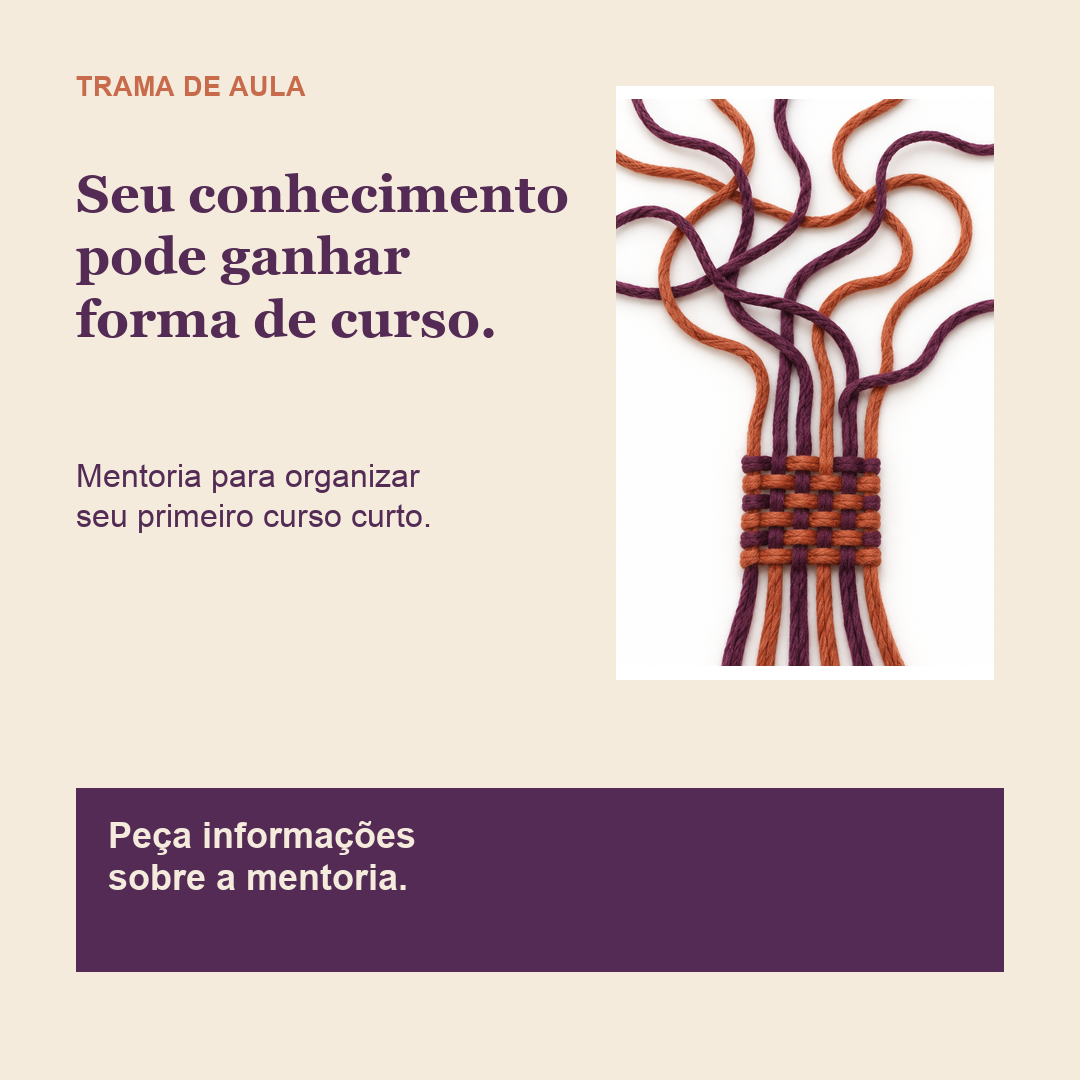 TRAMA DE AULA
Seu conhecimento
pode ganhar
forma de curso.
Mentoria para organizar
seu primeiro curso curto.
Peça informações
sobre a mentoria.